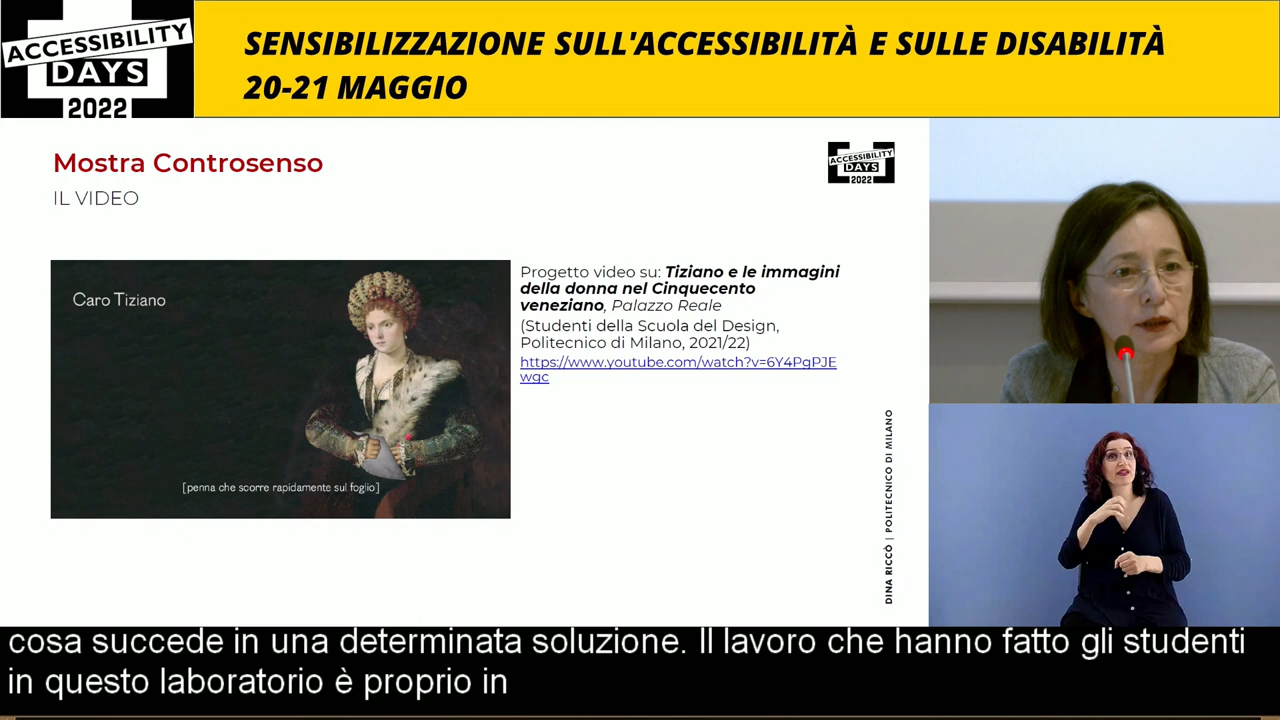 ACCESSIBILITY
DAYS
2022
SENSIBILIZZAZIONE SULL'ACCESSIBILITÀ E SULLE DISABILITÀ
20-21 MAGGIO
Mostra Controsenso
IL VIDEO
ACCESSIBILITY
DAYS
2022
Caro Tiziano
[penna che scorre rapidamente sul foglio]
Progetto video su: Tiziano e le immagini
della donna nel Cinquecento
veneziano, Palazzo Reale
(Studenti della Scuola del Design,
Politecnico di Milano, 2021/22)
https://www.youtube.com/watch?v=6Y4PgPJE
wgc
DINA RICCÒ | POLITECNICO DI MILANO
cosa succede in una determinata soluzione. Il lavoro che hanno fatto gli studenti
in questo laboratorio è proprio in